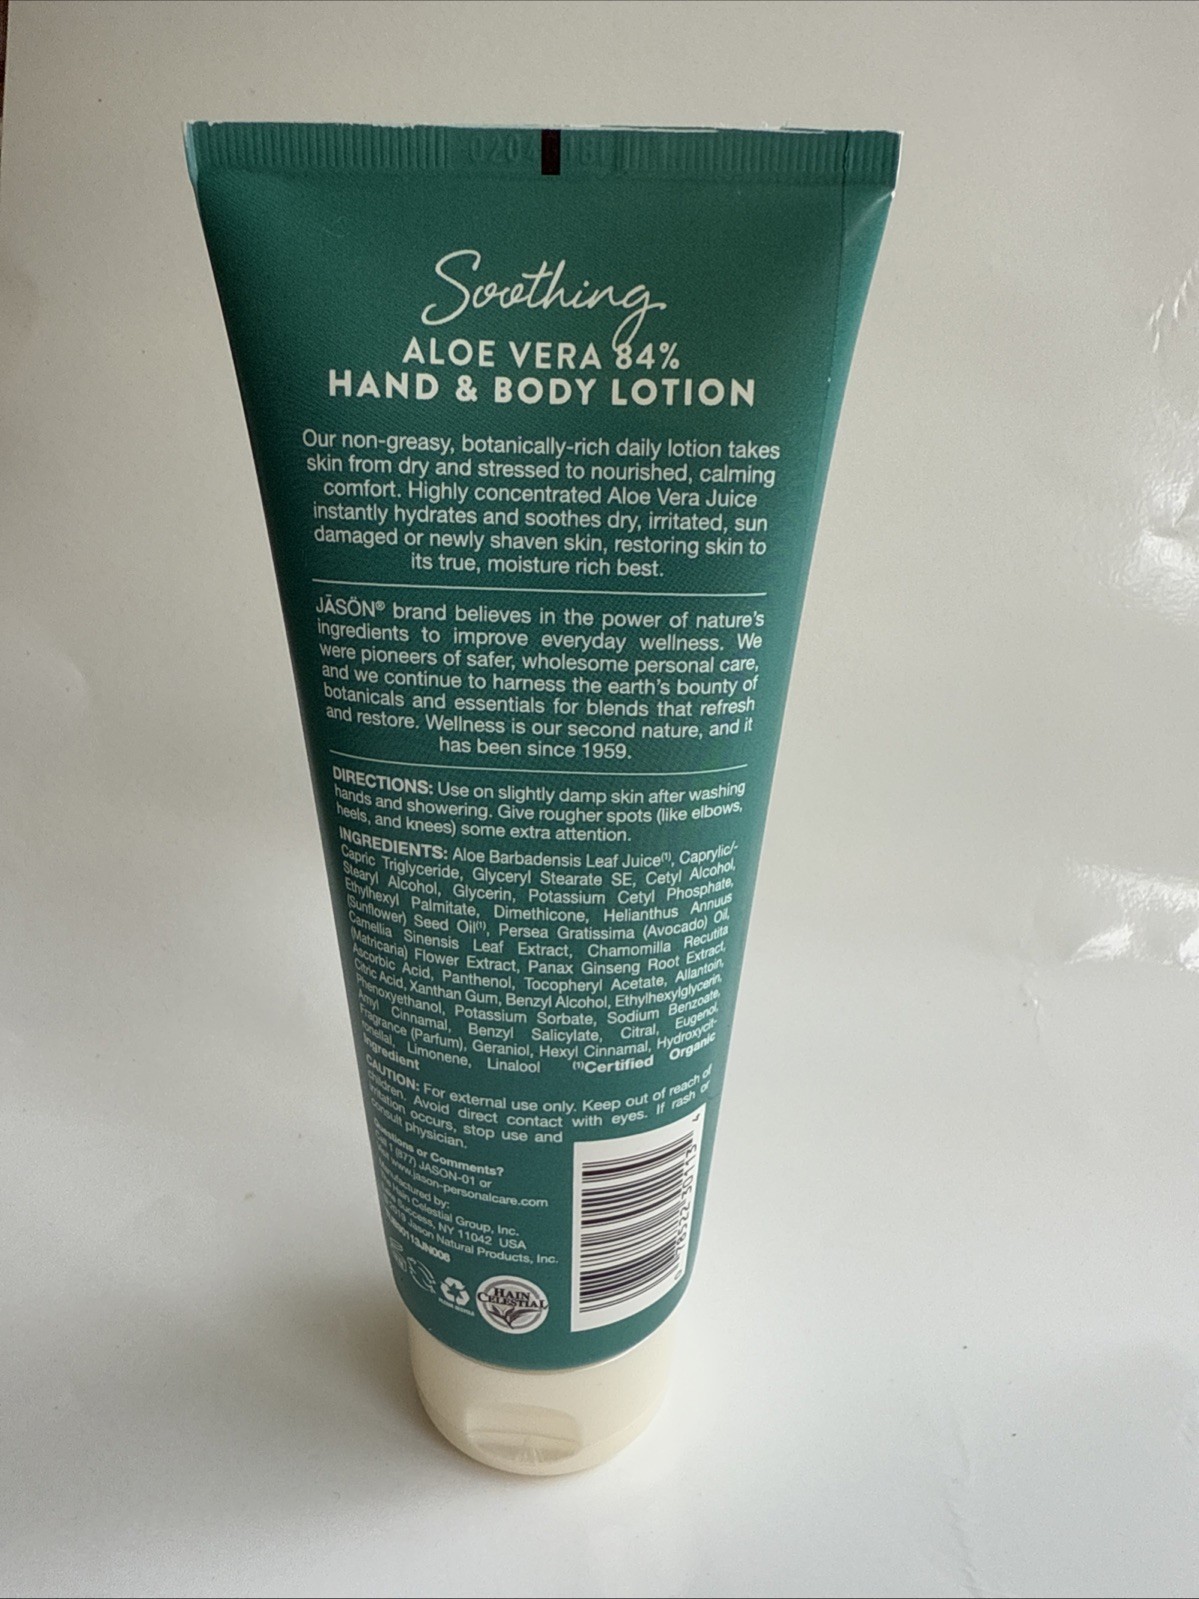 Soothing
ALOE VERA 84%
HAND & BODY LOTION
Our non-greasy, botanically-rich daily lotion takes
skin from dry and stressed to nourished, calming
comfort. Highly concentrated Aloe Vera Juice
instantly hydrates and soothes dry, irritated, sun
damaged or newly shaven skin, restoring skin to
its true, moisture rich best.
JĀSÖN® brand believes in the power of nature's
ingredients to improve everyday wellness. We
were pioneers of safer, wholesome personal care,
and we continue to harness the earth's bounty of
botanicals and essentials for blends that refresh
and restore. Wellness is our second nature, and it
has been since 1959.
DIRECTIONS: Use on slightly damp skin after washing
hands and showering. Give rougher spots (like elbows,
heels, and knees) some extra attention.
INGREDIENTS: Aloe Barbadensis Leaf Juice⁽¹⁾, Caprylic/-
Capric Triglyceride, Glyceryl Stearate SE, Cetyl Alcohol,
Stearyl Alcohol, Glycerin, Potassium Cetyl Phosphate,
Ethylhexyl Palmitate, Dimethicone, Helianthus Annuus
(Sunflower) Seed Oil⁽¹⁾, Persea Gratissima (Avocado) Oil,
Camellia Sinensis Leaf Extract, Chamomilla Recutita
(Matricaria) Flower Extract, Panax Ginseng Root Extract,
Ascorbic Acid, Panthenol, Tocopheryl Acetate, Allantoin,
Citric Acid, Xanthan Gum, Benzyl Alcohol, Ethylhexylglycerin,
Phenoxyethanol, Potassium Sorbate, Sodium Benzoate,
Amyl Cinnamal, Benzyl Salicylate, Citral, Eugenol,
Fragrance (Parfum), Geraniol, Hexyl Cinnamal, Hydroxycit-
ronellal, Limonene, Linalool ⁽¹⁾Certified Organic
Ingredient
CAUTION: For external use only. Keep out of reach of
children. Avoid direct contact with eyes. If rash or
irritation occurs, stop use and
consult physician.
Questions or Comments?
Call 1 (877) JASON-01 or
www.jason-personalcare.com
Manufactured by:
The Hain Celestial Group, Inc.
Success, NY 11042 USA
Jason Natural Products, Inc.
HAIN
CELESTIAL